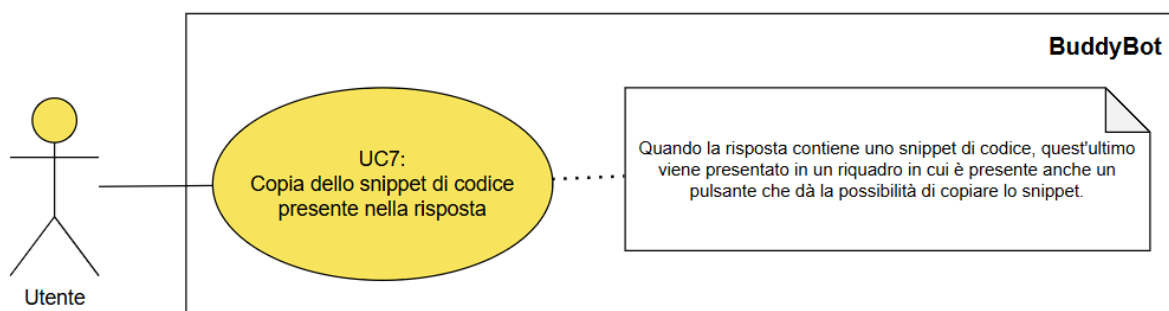 BuddyBot
UC7:
Copia dello snippet di codice
presente nella risposta
Quando la risposta contiene uno snippet di codice, quest'ultimo
viene presentato in un riquadro in cui è presente anche un
pulsante che dà la possibilità di copiare lo snippet.
Utente